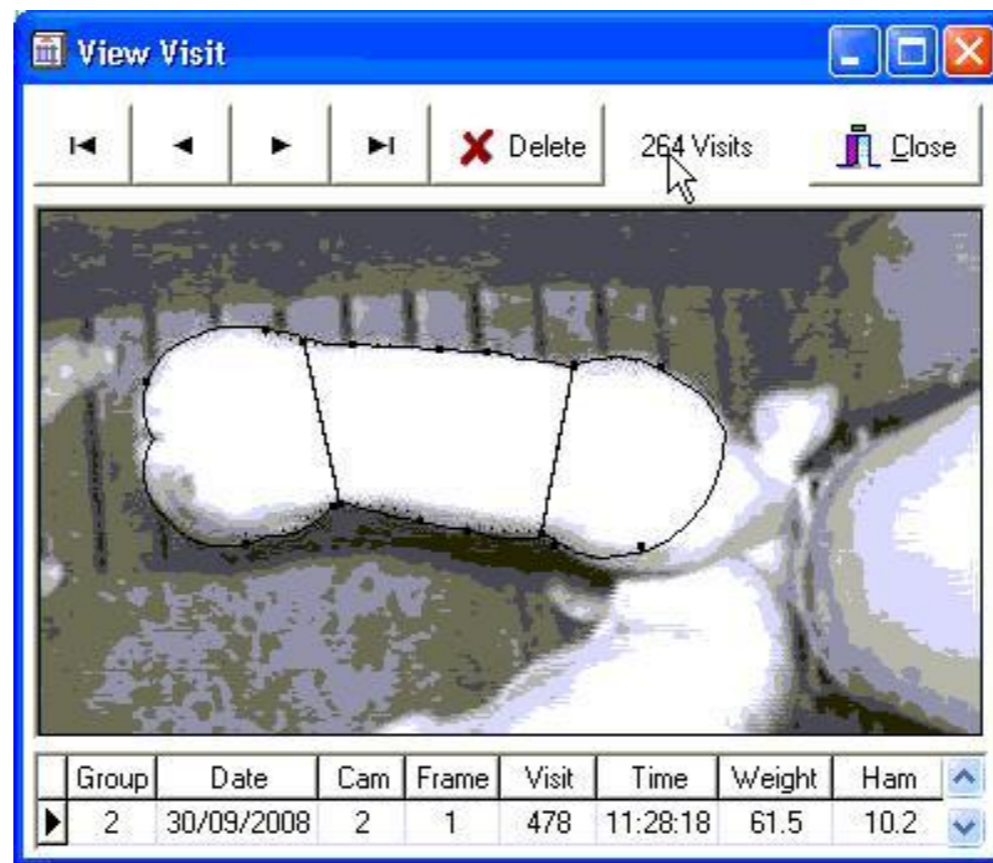 View Visit
Delete 264 Visits Close
Group Date Cam Frame Visit Time Weight Ham
2 30/09/2008 2 1 478 11:28:18 61.5 10.2